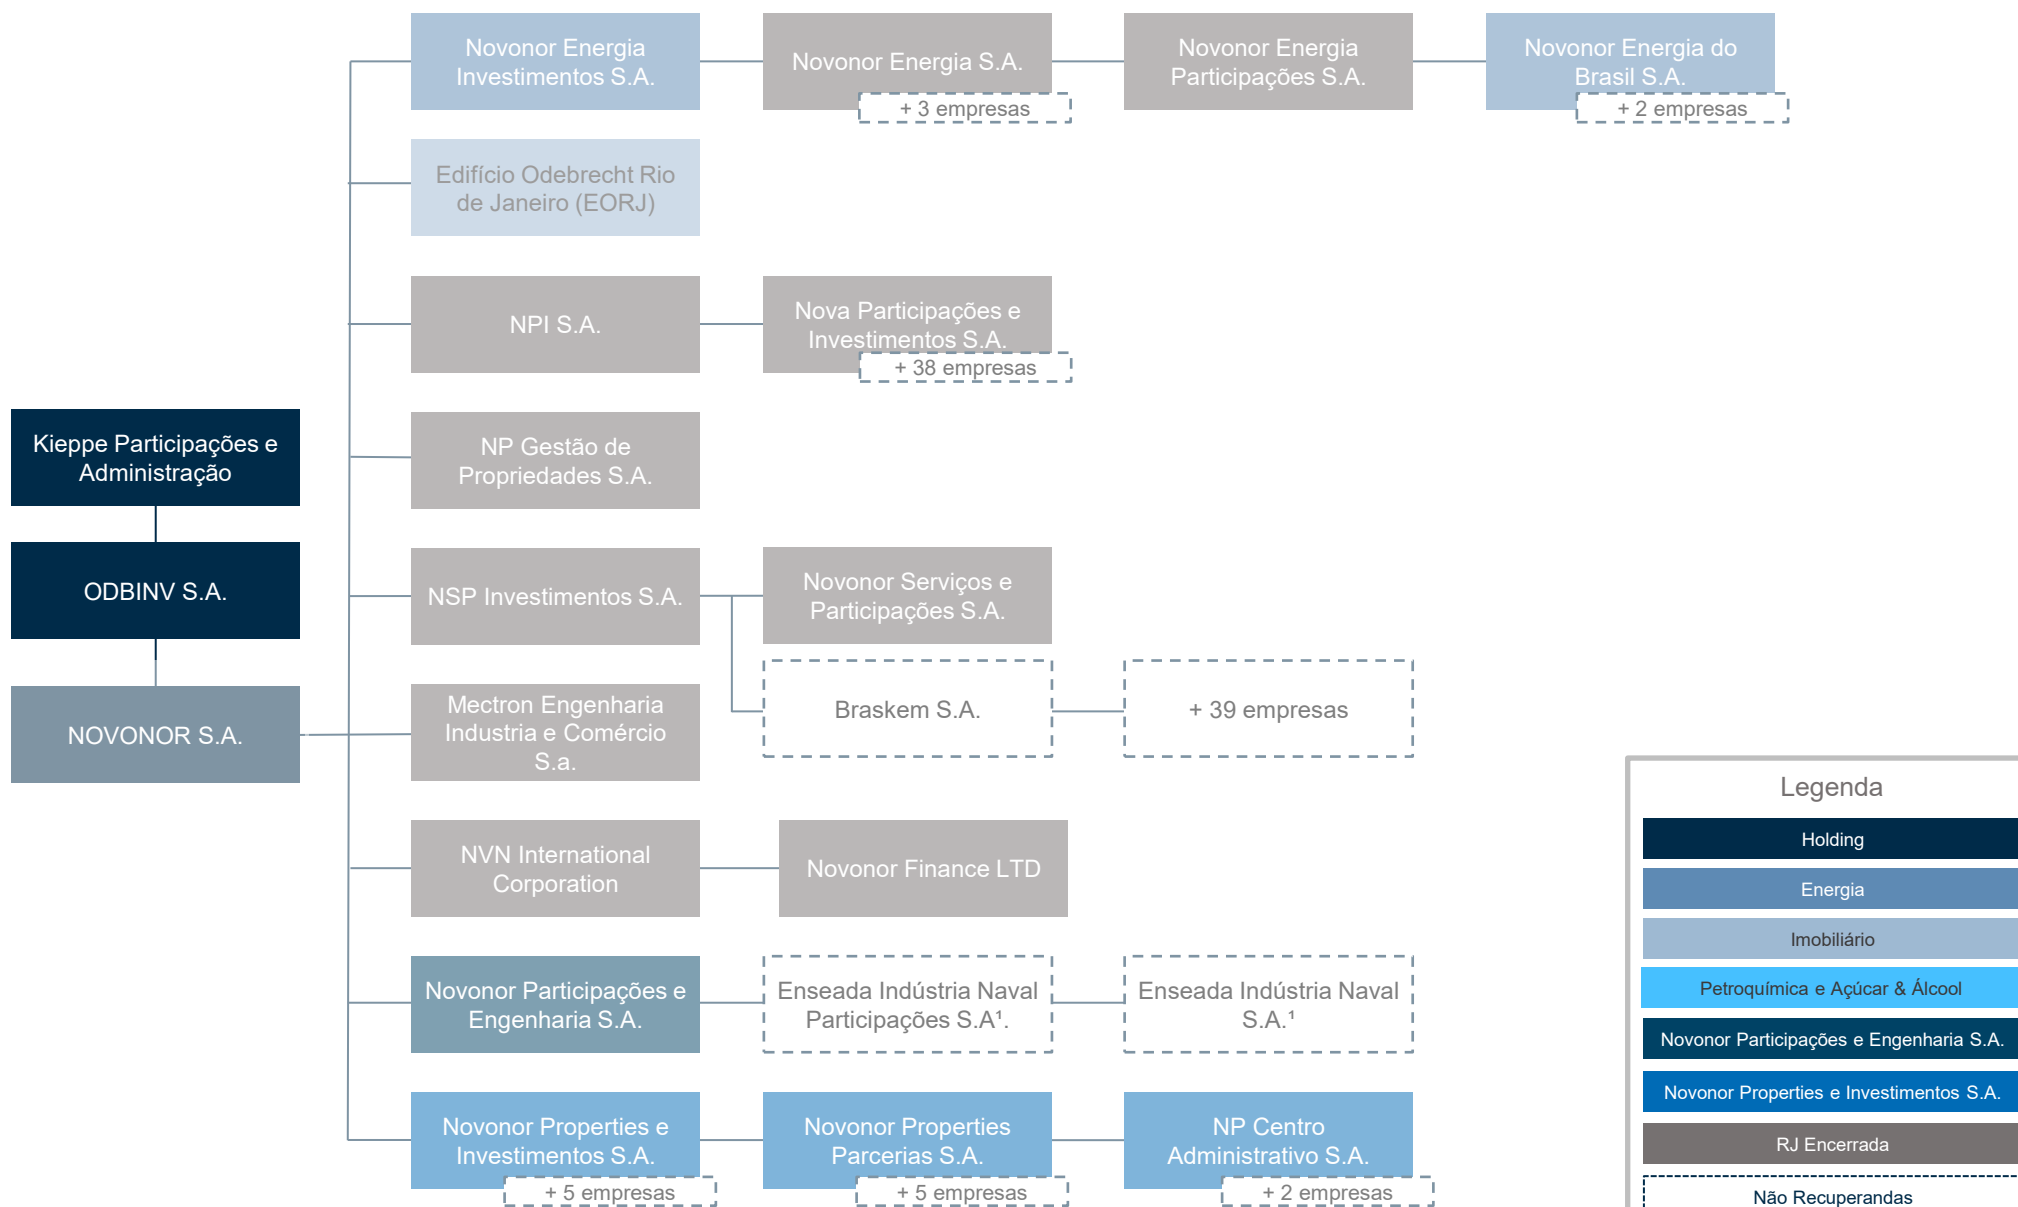 Novonor Energia
Investimentos S.A.
Novonor Energia S.A.
+ 3 empresas
Novonor Energia
Participações S.A.
Novonor Energia do
Brasil S.A.
+ 2 empresas
Edifício Odebrecht Rio
de Janeiro (EORJ)
NPI S.A.
Nova Participações e
Investimentos S.A.
+ 38 empresas
Kieppe Participações e
Administração
ODBINV S.A.
NOVONOR S.A.
NP Gestão de
Propriedades S.A.
NSP Investimentos S.A.
Novonor Serviços e
Participações S.A.
Braskem S.A.
+ 39 empresas
Mectron Engenharia
Industria e Comércio
S.a.
NVN International
Corporation
Novonor Finance LTD
Novonor Participações e
Engenharia S.A.
Enseada Indústria Naval
Participações S.A¹.
Enseada Indústria Naval
S.A.¹
Novonor Properties e
Investimentos S.A.
+ 5 empresas
Novonor Properties
Parcerias S.A.
+ 5 empresas
NP Centro
Administrativo S.A.
+ 2 empresas
Legenda
Holding
Energia
Imobiliário
Petroquímica e Açúcar & Álcool
Novonor Participações e Engenharia S.A.
Novonor Properties e Investimentos S.A.
RJ Encerrada
Não Recuperandas